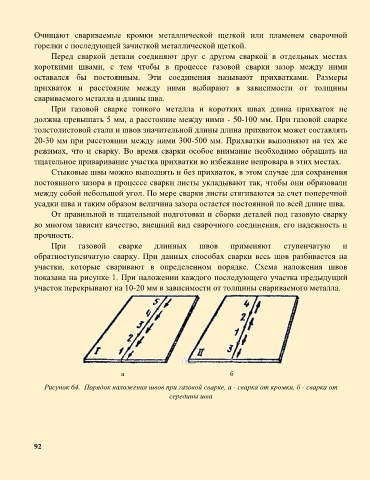 Очищают свариваемые кромки металлической щеткой или пламенем сварочной
горелки с последующей зачисткой металлической щеткой.
Перед сваркой детали соединяют друг с другом сваркой в отдельных местах
короткими швами, с тем чтобы в процессе газовой сварки зазор между ними
оставался бы постоянным. Эти соединения называют прихватками. Размеры
прихваток и расстояние между ними выбирают в зависимости от толщины
свариваемого металла и длины шва.
При газовой сварке тонкого металла и коротких швах длина прихваток не
должна превышать 5 мм, а расстояние между ними - 50-100 мм. При газовой сварке
толстолистовой стали и швов значительной длины длина прихваток может составлять
20-30 мм при расстоянии между ними 300-500 мм. Прихватки выполняют на тех же
режимах, что и сварку. Во время сварки особое внимание необходимо обращать на
тщательное приваривание участка прихватки во избежание непровара в этих местах.
Стыковые швы можно выполнять и без прихваток, в этом случае для сохранения
постоянного зазора в процессе сварки листы укладывают так, чтобы они образовали
между собой небольшой угол. По мере сварки листы стягиваются за счет поперечной
усадки шва и таким образом величина зазора остается постоянной по всей длине шва.
От правильной и тщательной подготовки и сборки деталей под газовую сварку
во многом зависит качество, внешний вид сварочного соединения, его надежность и
прочность.
При газовой сварке длинных швов применяют ступенчатую и
обратноступенчатую сварку. При данных способах сварки весь шов разбивается на
участки, которые сваривают в определенном порядке. Схема наложения швов
показана на рисунке 1. При наложении каждого последующего участка предыдущий
участок перекрывают на 10-20 мм в зависимости от толщины свариваемого металла.
5
4
3
2
1
I
4
2
1
3
II
а б
Рисунок 64. Порядок наложения швов при газовой сварке, а - сварка от кромки, б - сварка от
середины шва
92